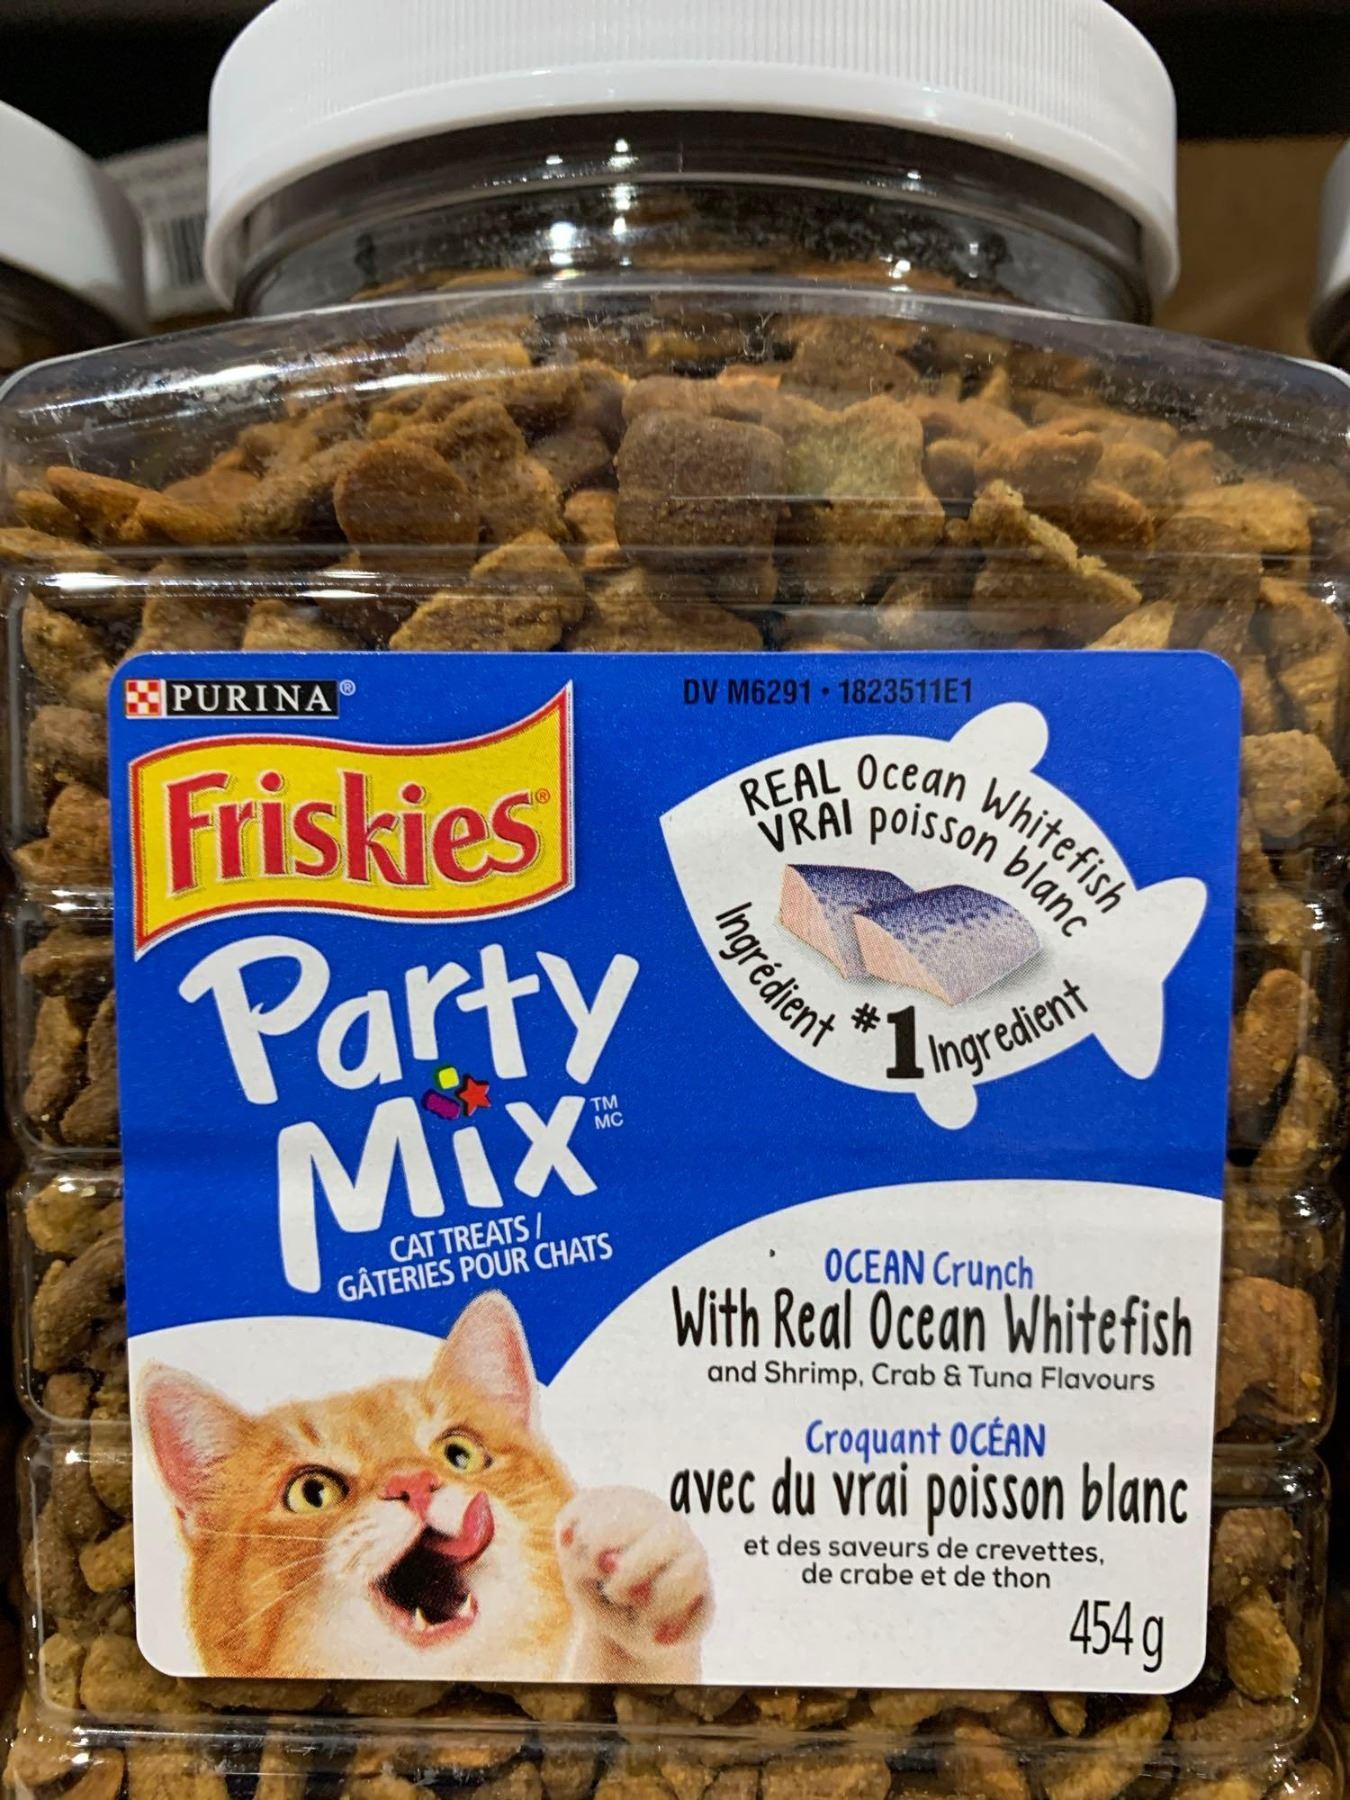 PURINA®
Friskies®
Party
Mix TM
MC
CAT TREATS /
GÂTERIES POUR CHATS
DV M6291 • 1823511E1
REAL Ocean Whitefish
VRAI poisson blanc
Ingrédient #1 Ingredient
OCEAN Crunch
With Real Ocean Whitefish
and Shrimp, Crab & Tuna Flavours
Croquant OCÉAN
avec du vrai poisson blanc
et des saveurs de crevettes,
de crabe et de thon
454 g